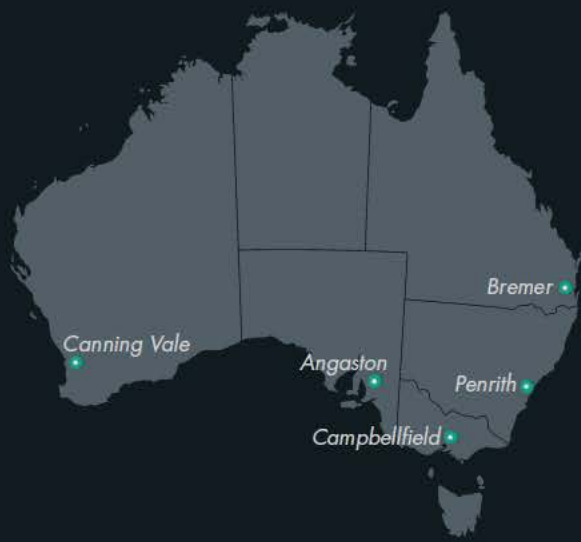 Bremer
Canning Vale
Angaston
Penrith
Campbellfield